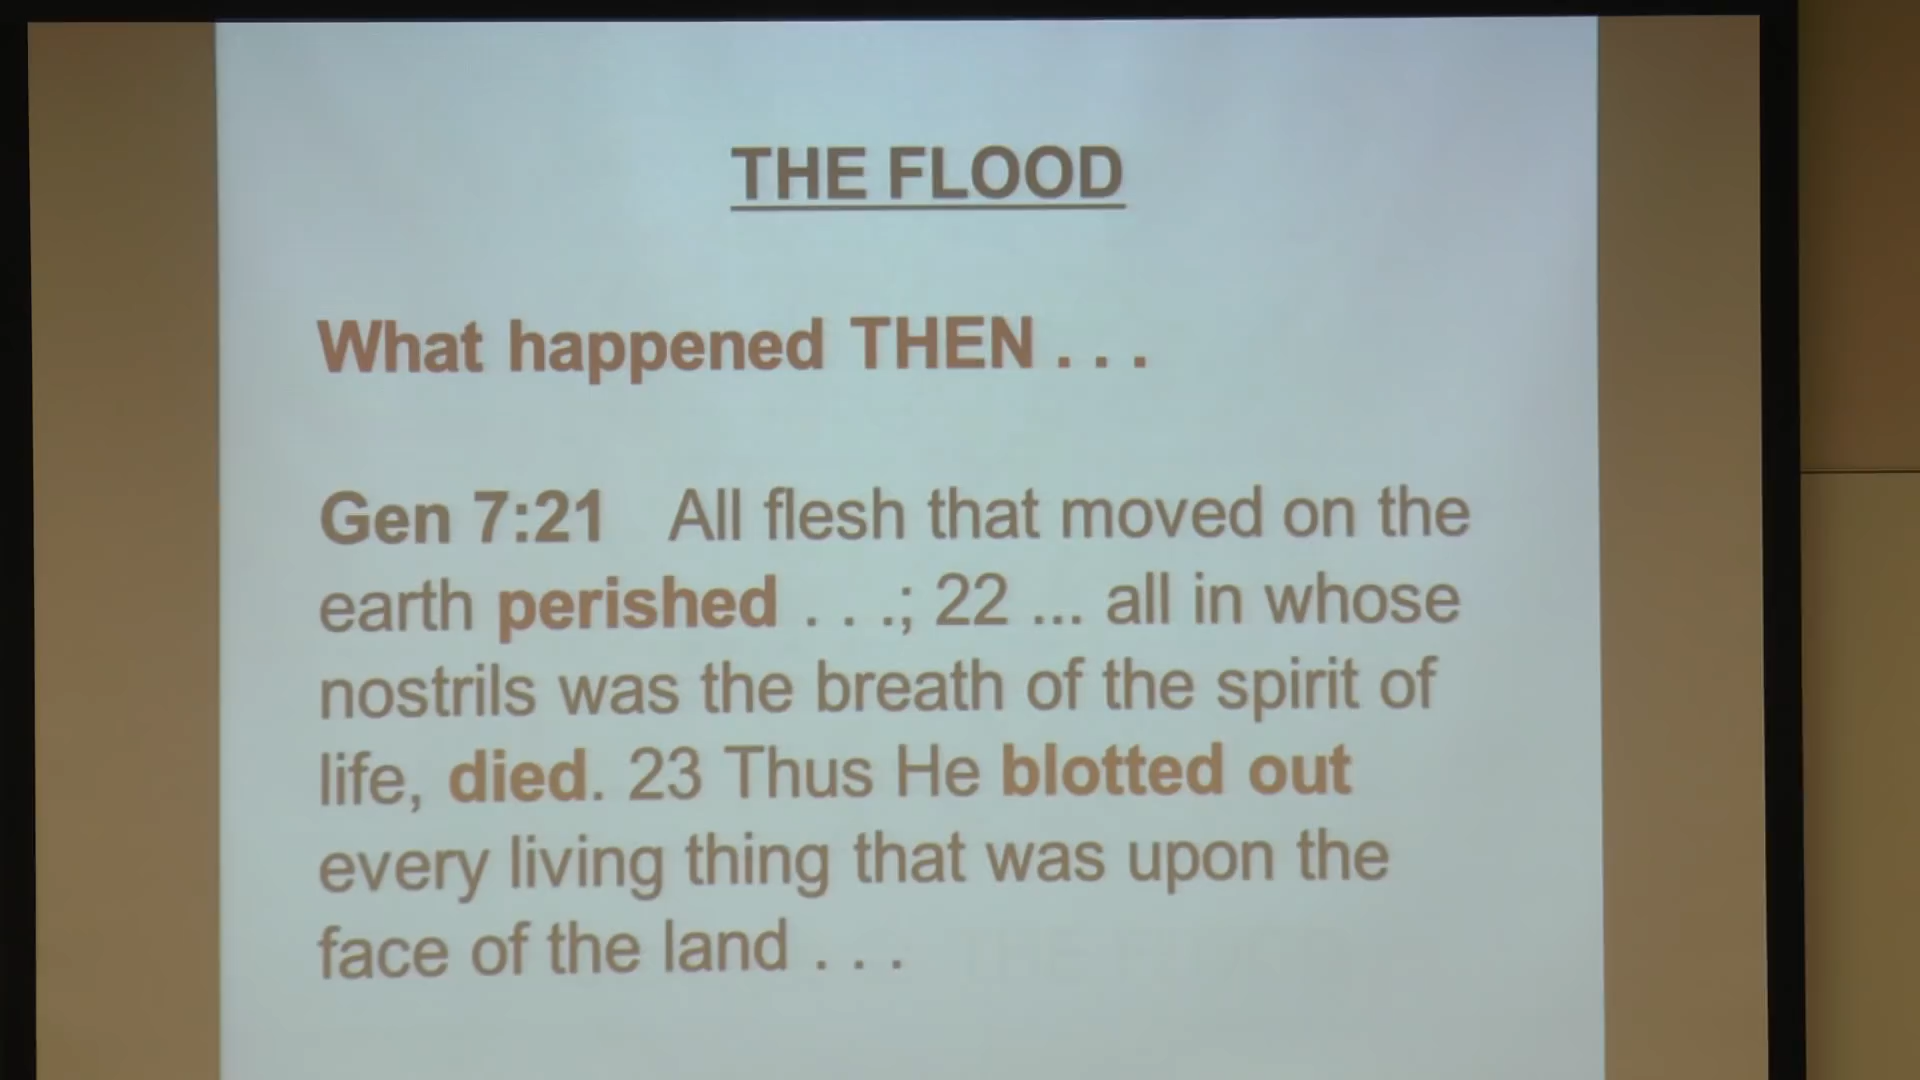 THE FLOOD
What happened THEN . . .
Gen 7:21 All flesh that moved on the
earth perished . . .; 22 ... all in whose
nostrils was the breath of the spirit of
life, died. 23 Thus He blotted out
every living thing that was upon the
face of the land . . .